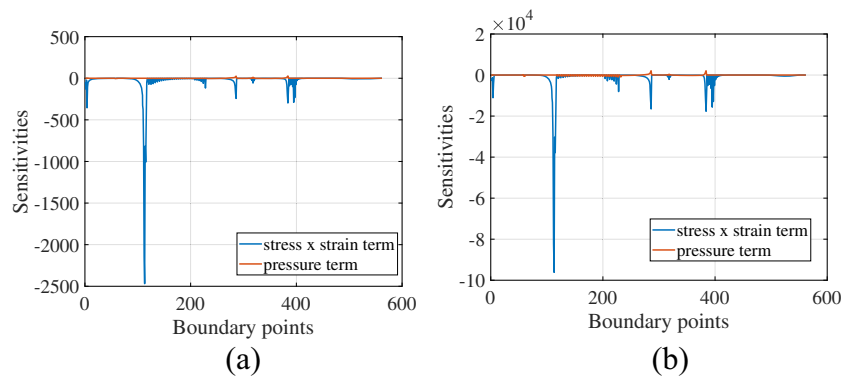 500
0
-500
-1000
-1500
-2000
-2500
0
200
400
600
Sensitivities
Boundary points
stress x strain term
pressure term
(a)
×10⁴
2
0
-2
-4
-6
-8
-10
0
200
400
600
Sensitivities
Boundary points
stress x strain term
pressure term
(b)